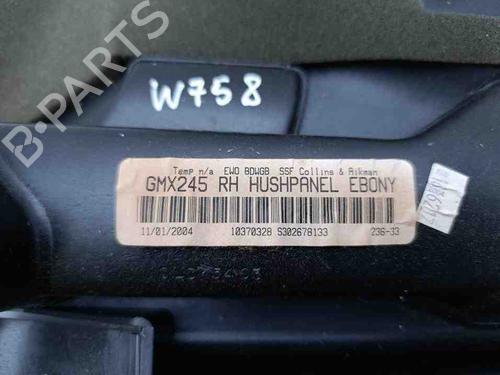 W758
B-PARTS
Temp n/a EWO BDWGB SSF Collins & Aikman
GMX245 RH HUSHPANEL EBONY
11/01/2004 10370328 S302678133 236-33